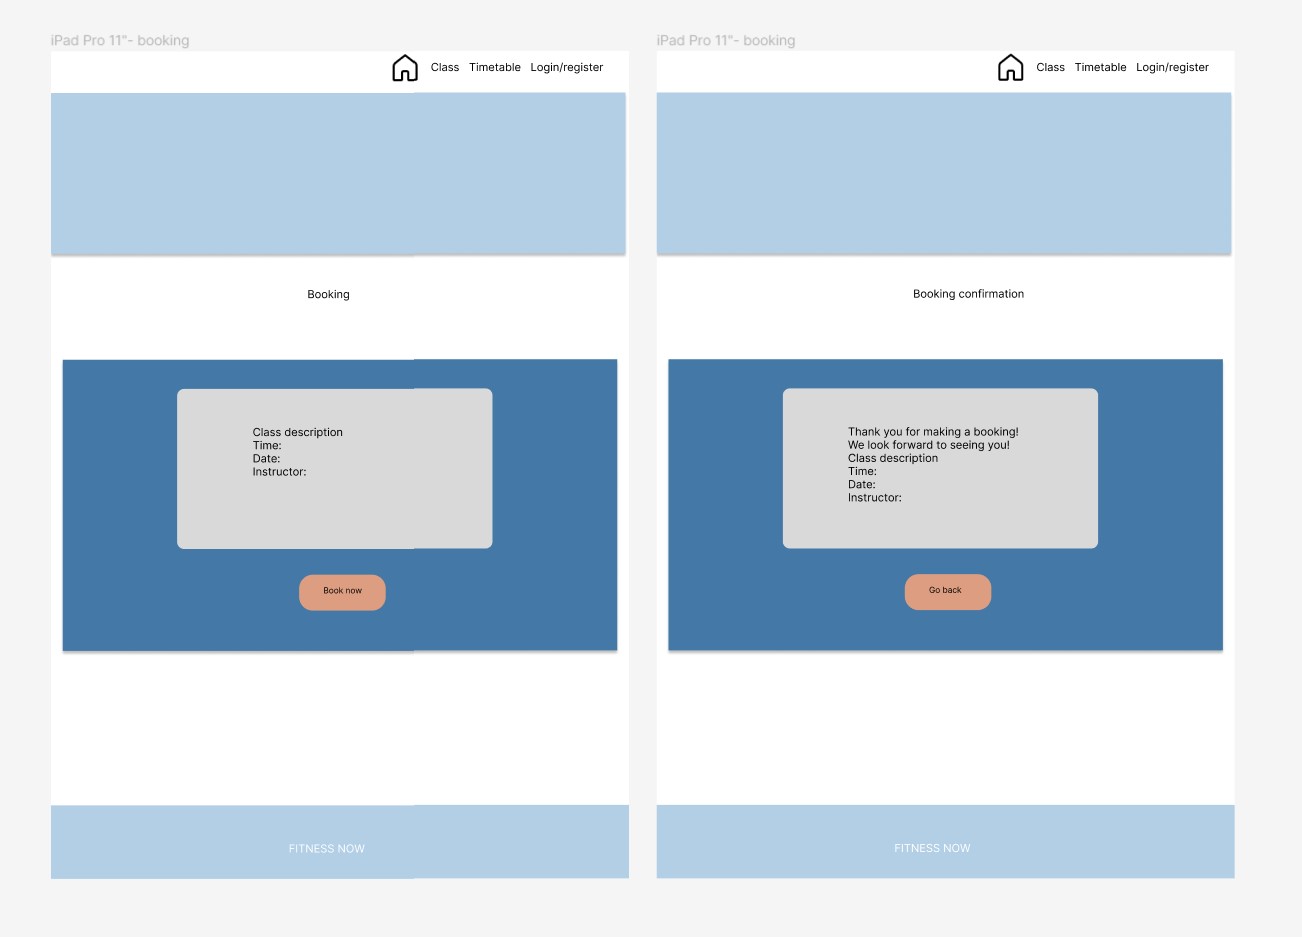 iPad Pro 11"- booking
Class Timetable Login/register
Booking
Class description
Time:
Date:
Instructor:
Book now
FITNESS NOW
iPad Pro 11"- booking
Class Timetable Login/register
Booking confirmation
Thank you for making a booking!
We look forward to seeing you!
Class description
Time:
Date:
Instructor:
Go back
FITNESS NOW